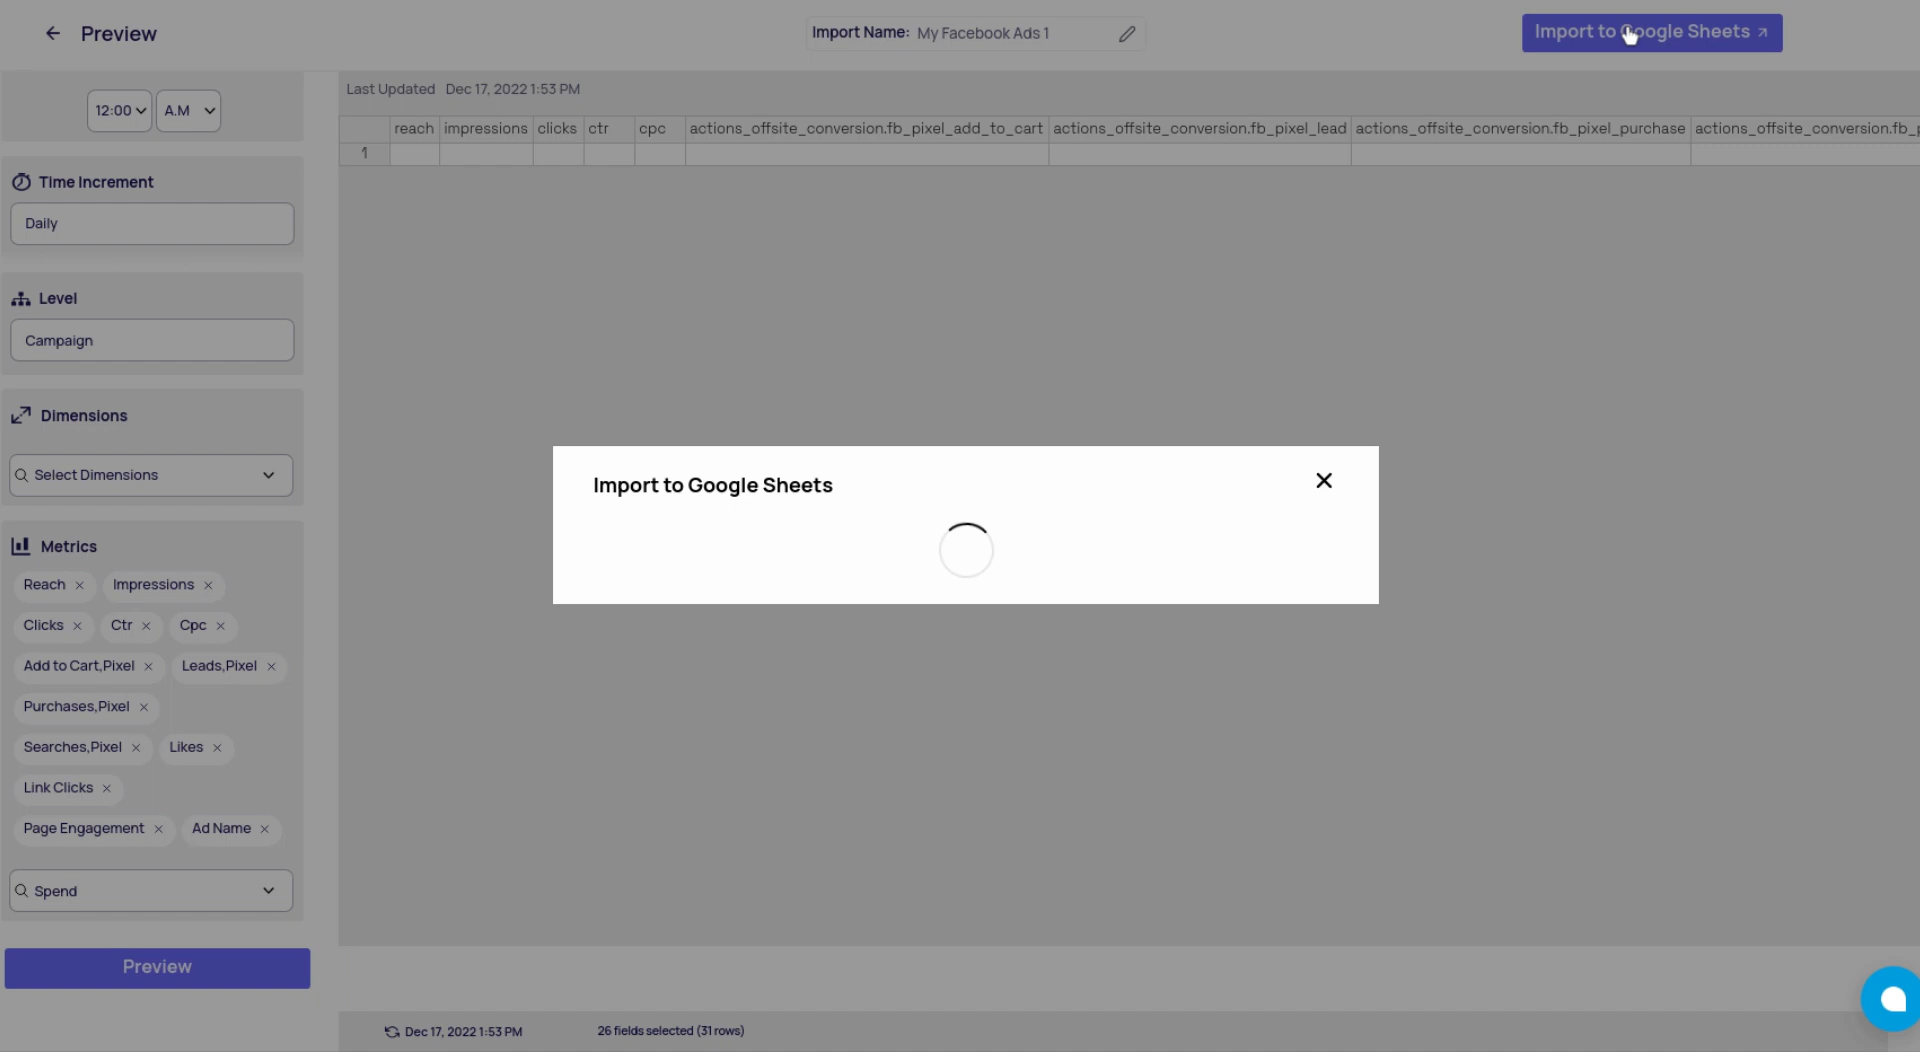 Preview
Import Name: My Facebook Ads 1
Import to Google Sheets
Last Updated Dec 17, 2022 1:53 PM
12:00 A.M
reach impressions clicks ctr cpc actions_offsite_conversion.fb_pixel_add_to_cart actions_offsite_conversion.fb_pixel_lead actions_offsite_conversion.fb_pixel_purchase actions_offsite_conversion.fb_p
1
Time Increment
Daily
Level
Campaign
Dimensions
Select Dimensions
Metrics
Reach × Impressions ×
Clicks × Ctr × Cpc ×
Add to Cart,Pixel × Leads,Pixel ×
Purchases,Pixel ×
Searches,Pixel × Likes ×
Link Clicks ×
Page Engagement × Ad Name ×
Spend
Preview
Import to Google Sheets
Dec 17, 2022 1:53 PM
26 fields selected (31 rows)